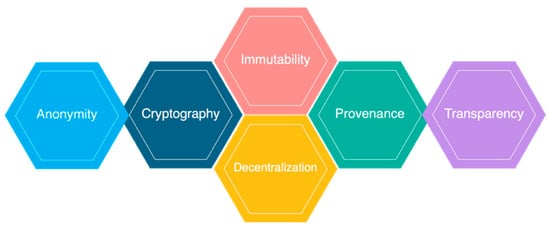 Immutability
Anonymity
Cryptography
Provenance
Transparency
Decentralization